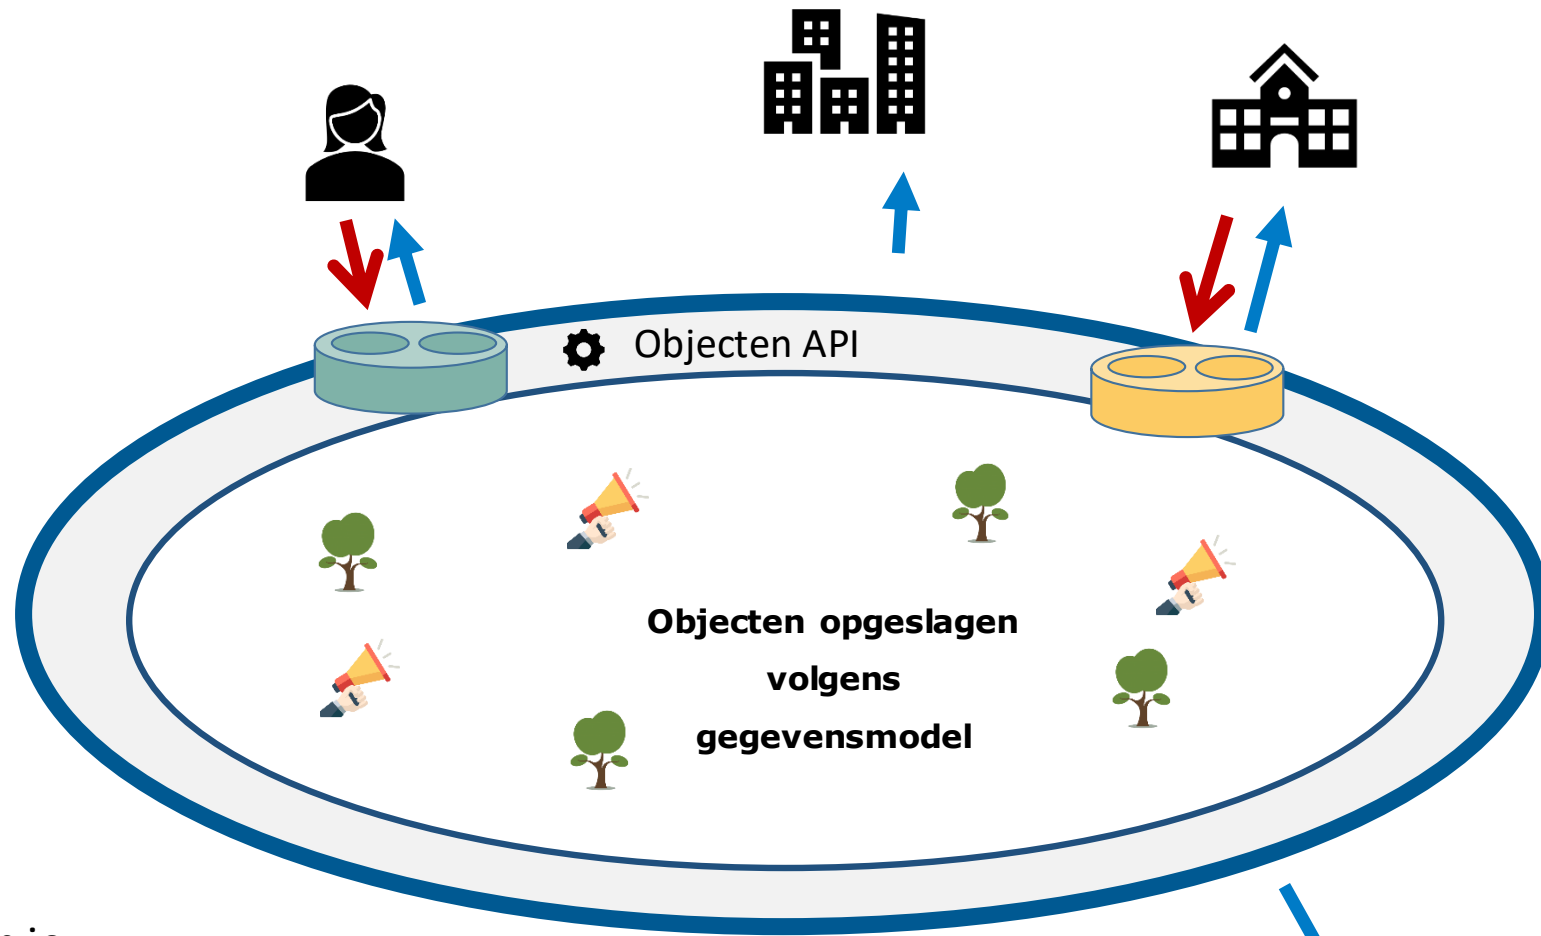 Objecten API
Objecten opgeslagen
volgens
gegevensmodel